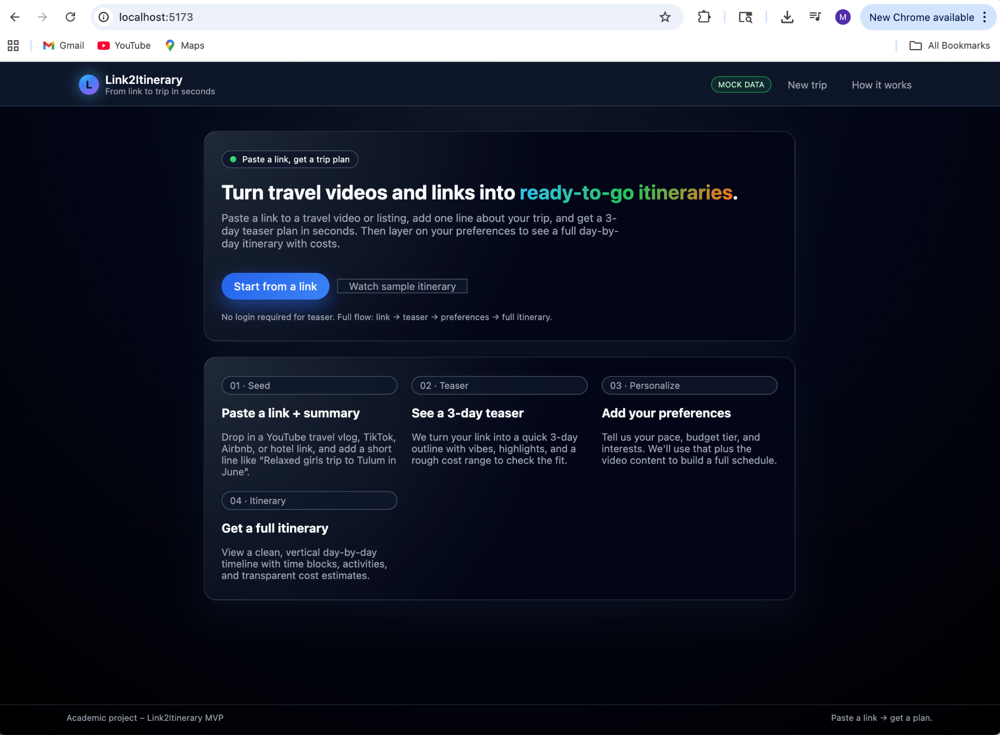 localhost:5173
M
New Chrome available
Gmail
YouTube
Maps
All Bookmarks
L
Link2Itinerary
From link to trip in seconds
MOCK DATA
New trip
How it works
Paste a link, get a trip plan
Turn travel videos and links into ready-to-go itineraries.
Paste a link to a travel video or listing, add one line about your trip, and get a 3-
day teaser plan in seconds. Then layer on your preferences to see a full day-by-
day itinerary with costs.
Start from a link
Watch sample itinerary
No login required for teaser. Full flow: link → teaser → preferences → full itinerary.
01 · Seed
Paste a link + summary
Drop in a YouTube travel vlog, TikTok,
Airbnb, or hotel link, and add a short
line like “Relaxed girls trip to Tulum in
June”.
02 · Teaser
See a 3-day teaser
We turn your link into a quick 3-day
outline with vibes, highlights, and a
rough cost range to check the fit.
03 · Personalize
Add your preferences
Tell us your pace, budget tier, and
interests. We'll use that plus the
video content to build a full schedule.
04 · Itinerary
Get a full itinerary
View a clean, vertical day-by-day
timeline with time blocks, activities,
and transparent cost estimates.
Academic project – Link2Itinerary MVP
Paste a link → get a plan.